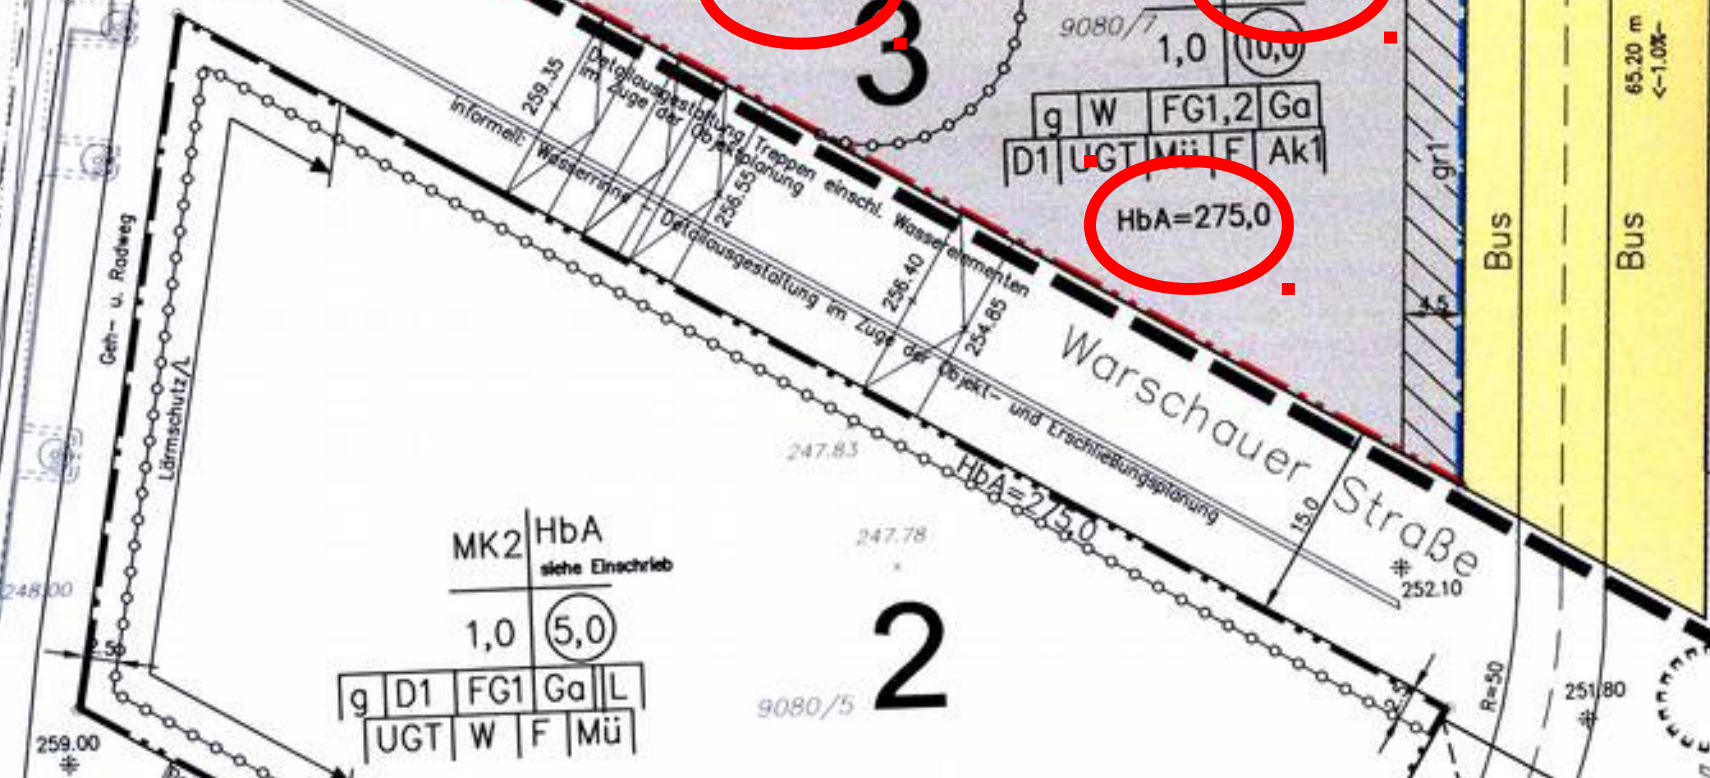 3
9080/7
1,0
10,0
g W FG1,2 Ga
D1 UGT Mü F Ak1
HbA=275,0
gr1
4,5
Bus
Bus
65.20 m
<--1.0%-
259.35
Detailausgestaltung Treppen einschl. Wasserelementen
im Zuge der Objektplanung
256.55
Informell: Wasserrinne - Detailausgestaltung im Zuge der Objekt- und Erschließungsplanung
256.40
254.85
Warschauer Straße
15.0
252.10
Geh- u. Radweg
Lärmschutz/L
247.83
HbA=275,0
247.78
MK2 HbA
siehe Einschrieb
1,0 5,0
g D1 FG1 Ga L
UGT W F Mü
2
9080/5
248.00
2.5
259.00
2.5
R=50
251.80